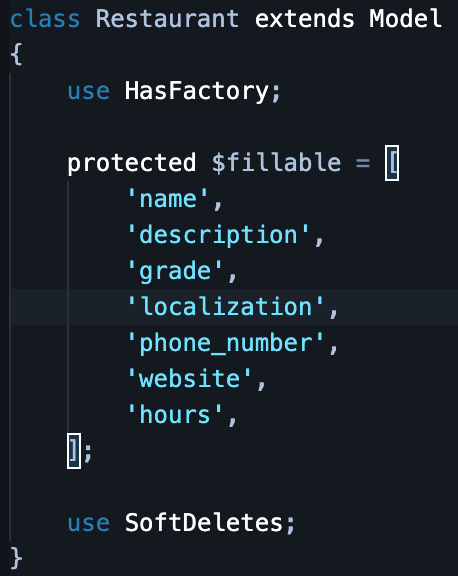 class Restaurant extends Model
{
    use HasFactory;

    protected $fillable = [
        'name',
        'description',
        'grade',
        'localization',
        'phone_number',
        'website',
        'hours',
    ];

    use SoftDeletes;
}